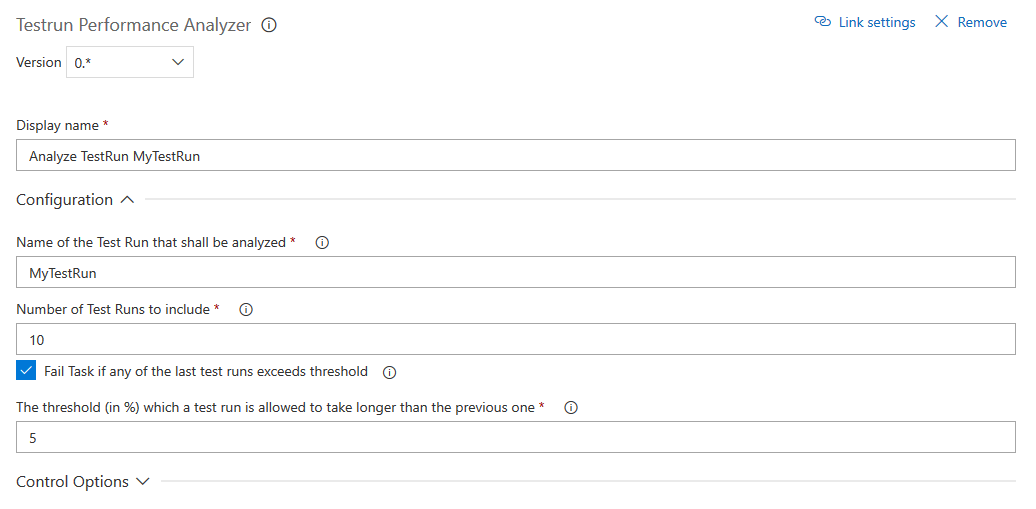 Testrun Performance Analyzer
Link settings
Remove
Version 0.*
Display name *
Analyze TestRun MyTestRun
Configuration
Name of the Test Run that shall be analyzed *
MyTestRun
Number of Test Runs to include *
10
Fail Task if any of the last test runs exceeds threshold
The threshold (in %) which a test run is allowed to take longer than the previous one *
5
Control Options